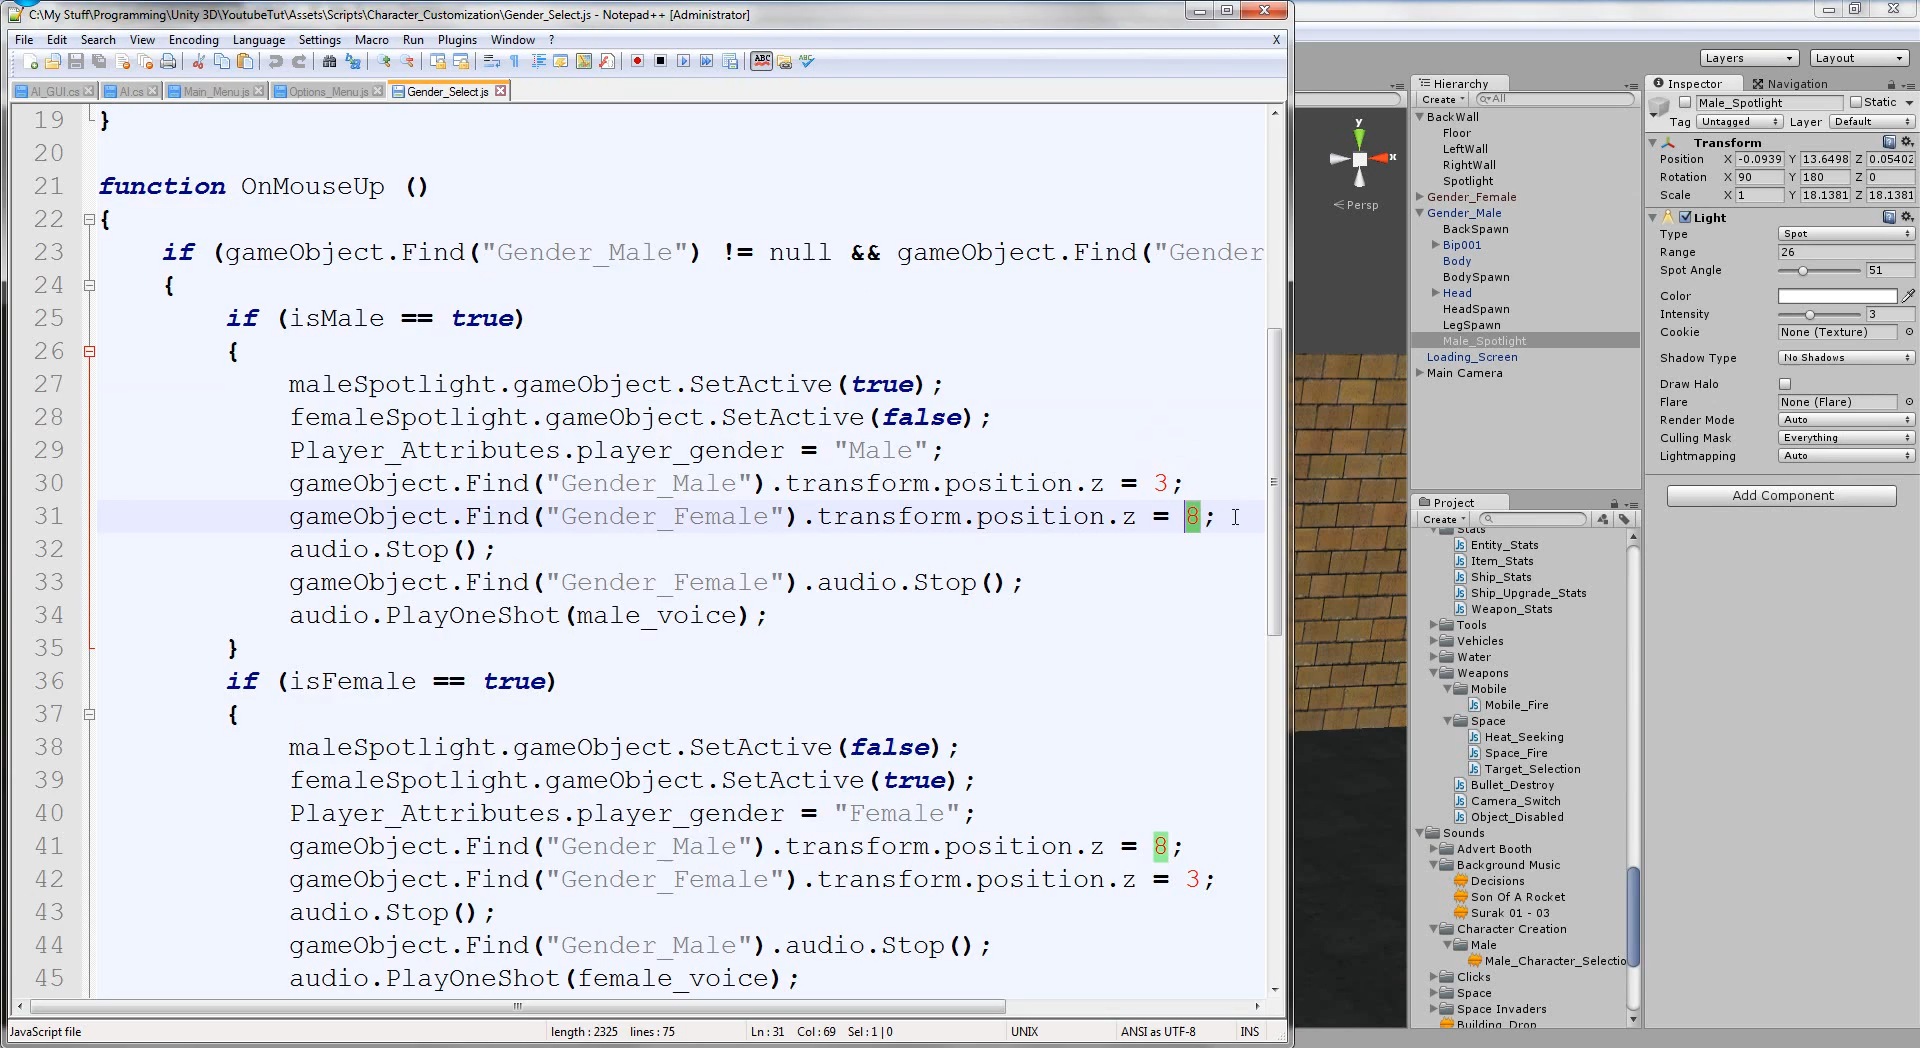 C:\My Stuff\Programming\Unity 3D\YoutubeTut\Assets\Scripts\Character_Customization\Gender_Select.js - Notepad++ [Administrator]
File Edit Search View Encoding Language Settings Macro Run Plugins Window ? X
AI_GUI.cs AI.cs Main_Menu.js Options_Menu.js Gender_Select.js
19 }
20
21 function OnMouseUp ()
22 {
23 if (gameObject.Find("Gender_Male") != null && gameObject.Find("Gender
24 {
25 if (isMale == true)
26 {
27 maleSpotlight.gameObject.SetActive(true);
28 femaleSpotlight.gameObject.SetActive(false);
29 Player_Attributes.player_gender = "Male";
30 gameObject.Find("Gender_Male").transform.position.z = 3;
31 gameObject.Find("Gender_Female").transform.position.z = 8;
32 audio.Stop();
33 gameObject.Find("Gender_Female").audio.Stop();
34 audio.PlayOneShot(male_voice);
35 }
36 if (isFemale == true)
37 {
38 maleSpotlight.gameObject.SetActive(false);
39 femaleSpotlight.gameObject.SetActive(true);
40 Player_Attributes.player_gender = "Female";
41 gameObject.Find("Gender_Male").transform.position.z = 8;
42 gameObject.Find("Gender_Female").transform.position.z = 3;
43 audio.Stop();
44 gameObject.Find("Gender_Male").audio.Stop();
45 audio.PlayOneShot(female_voice);
JavaScript file length : 2325 lines : 75 Ln : 31 Col : 69 Sel : 1 | 0 UNIX ANSI as UTF-8 INS
y
x
Persp
Layers Layout
Hierarchy
Create All
BackWall
Floor
LeftWall
RightWall
Spotlight
Gender_Female
Gender_Male
BackSpawn
Bip001
Body
BodySpawn
Head
HeadSpawn
LegSpawn
Male_Spotlight
Loading_Screen
Main Camera
Project
Create
Stats
Entity_Stats
Item_Stats
Ship_Stats
Ship_Upgrade_Stats
Weapon_Stats
Tools
Vehicles
Water
Weapons
Mobile
Mobile_Fire
Space
Heat_Seeking
Space_Fire
Target_Selection
Bullet_Destroy
Camera_Switch
Object_Disabled
Sounds
Advert Booth
Background Music
Decisions
Son Of A Rocket
Surak 01 - 03
Character Creation
Male
Male_Character_Selectio
Clicks
Space
Space Invaders
Building_Drop
Inspector Navigation
Male_Spotlight Static
Tag Untagged Layer Default
Transform
Position X -0.0939 Y 13.6498 Z 0.05402
Rotation X 90 Y 180 Z 0
Scale X 1 Y 18.1381 Z 18.1381
Light
Type Spot
Range 26
Spot Angle 51
Color
Intensity 3
Cookie None (Texture)
Shadow Type No Shadows
Draw Halo
Flare None (Flare)
Render Mode Auto
Culling Mask Everything
Lightmapping Auto
Add Component